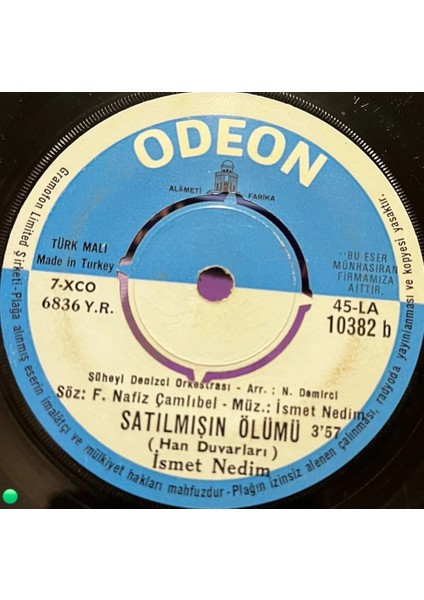 ODEON
ALÂMETİ FARİKA
TÜRK MALI
Made in Turkey
7-XCO
6836 Y.R.
"BU ESER
MÜNHASIRAN
FİRMAMIZA
AİTTİR.
45-LA
10382 b
Şüheyl Denizci Orkestrası - Arr. : N. Demirci
Söz: F. Nafiz Çamlıbel - Müz.: İsmet Nedim
SATILMIŞIN ÖLÜMÜ 3'57
(Han Duvarları)
İsmet Nedim
Gramofon Limited Şirketi-Plağa alınmış eserin imalâtçı ve mülkiyet hakları mahfuzdur-Plağın izinsiz alenen çalınması, radyoda yayınlanması ve kopyesi yasaktır.